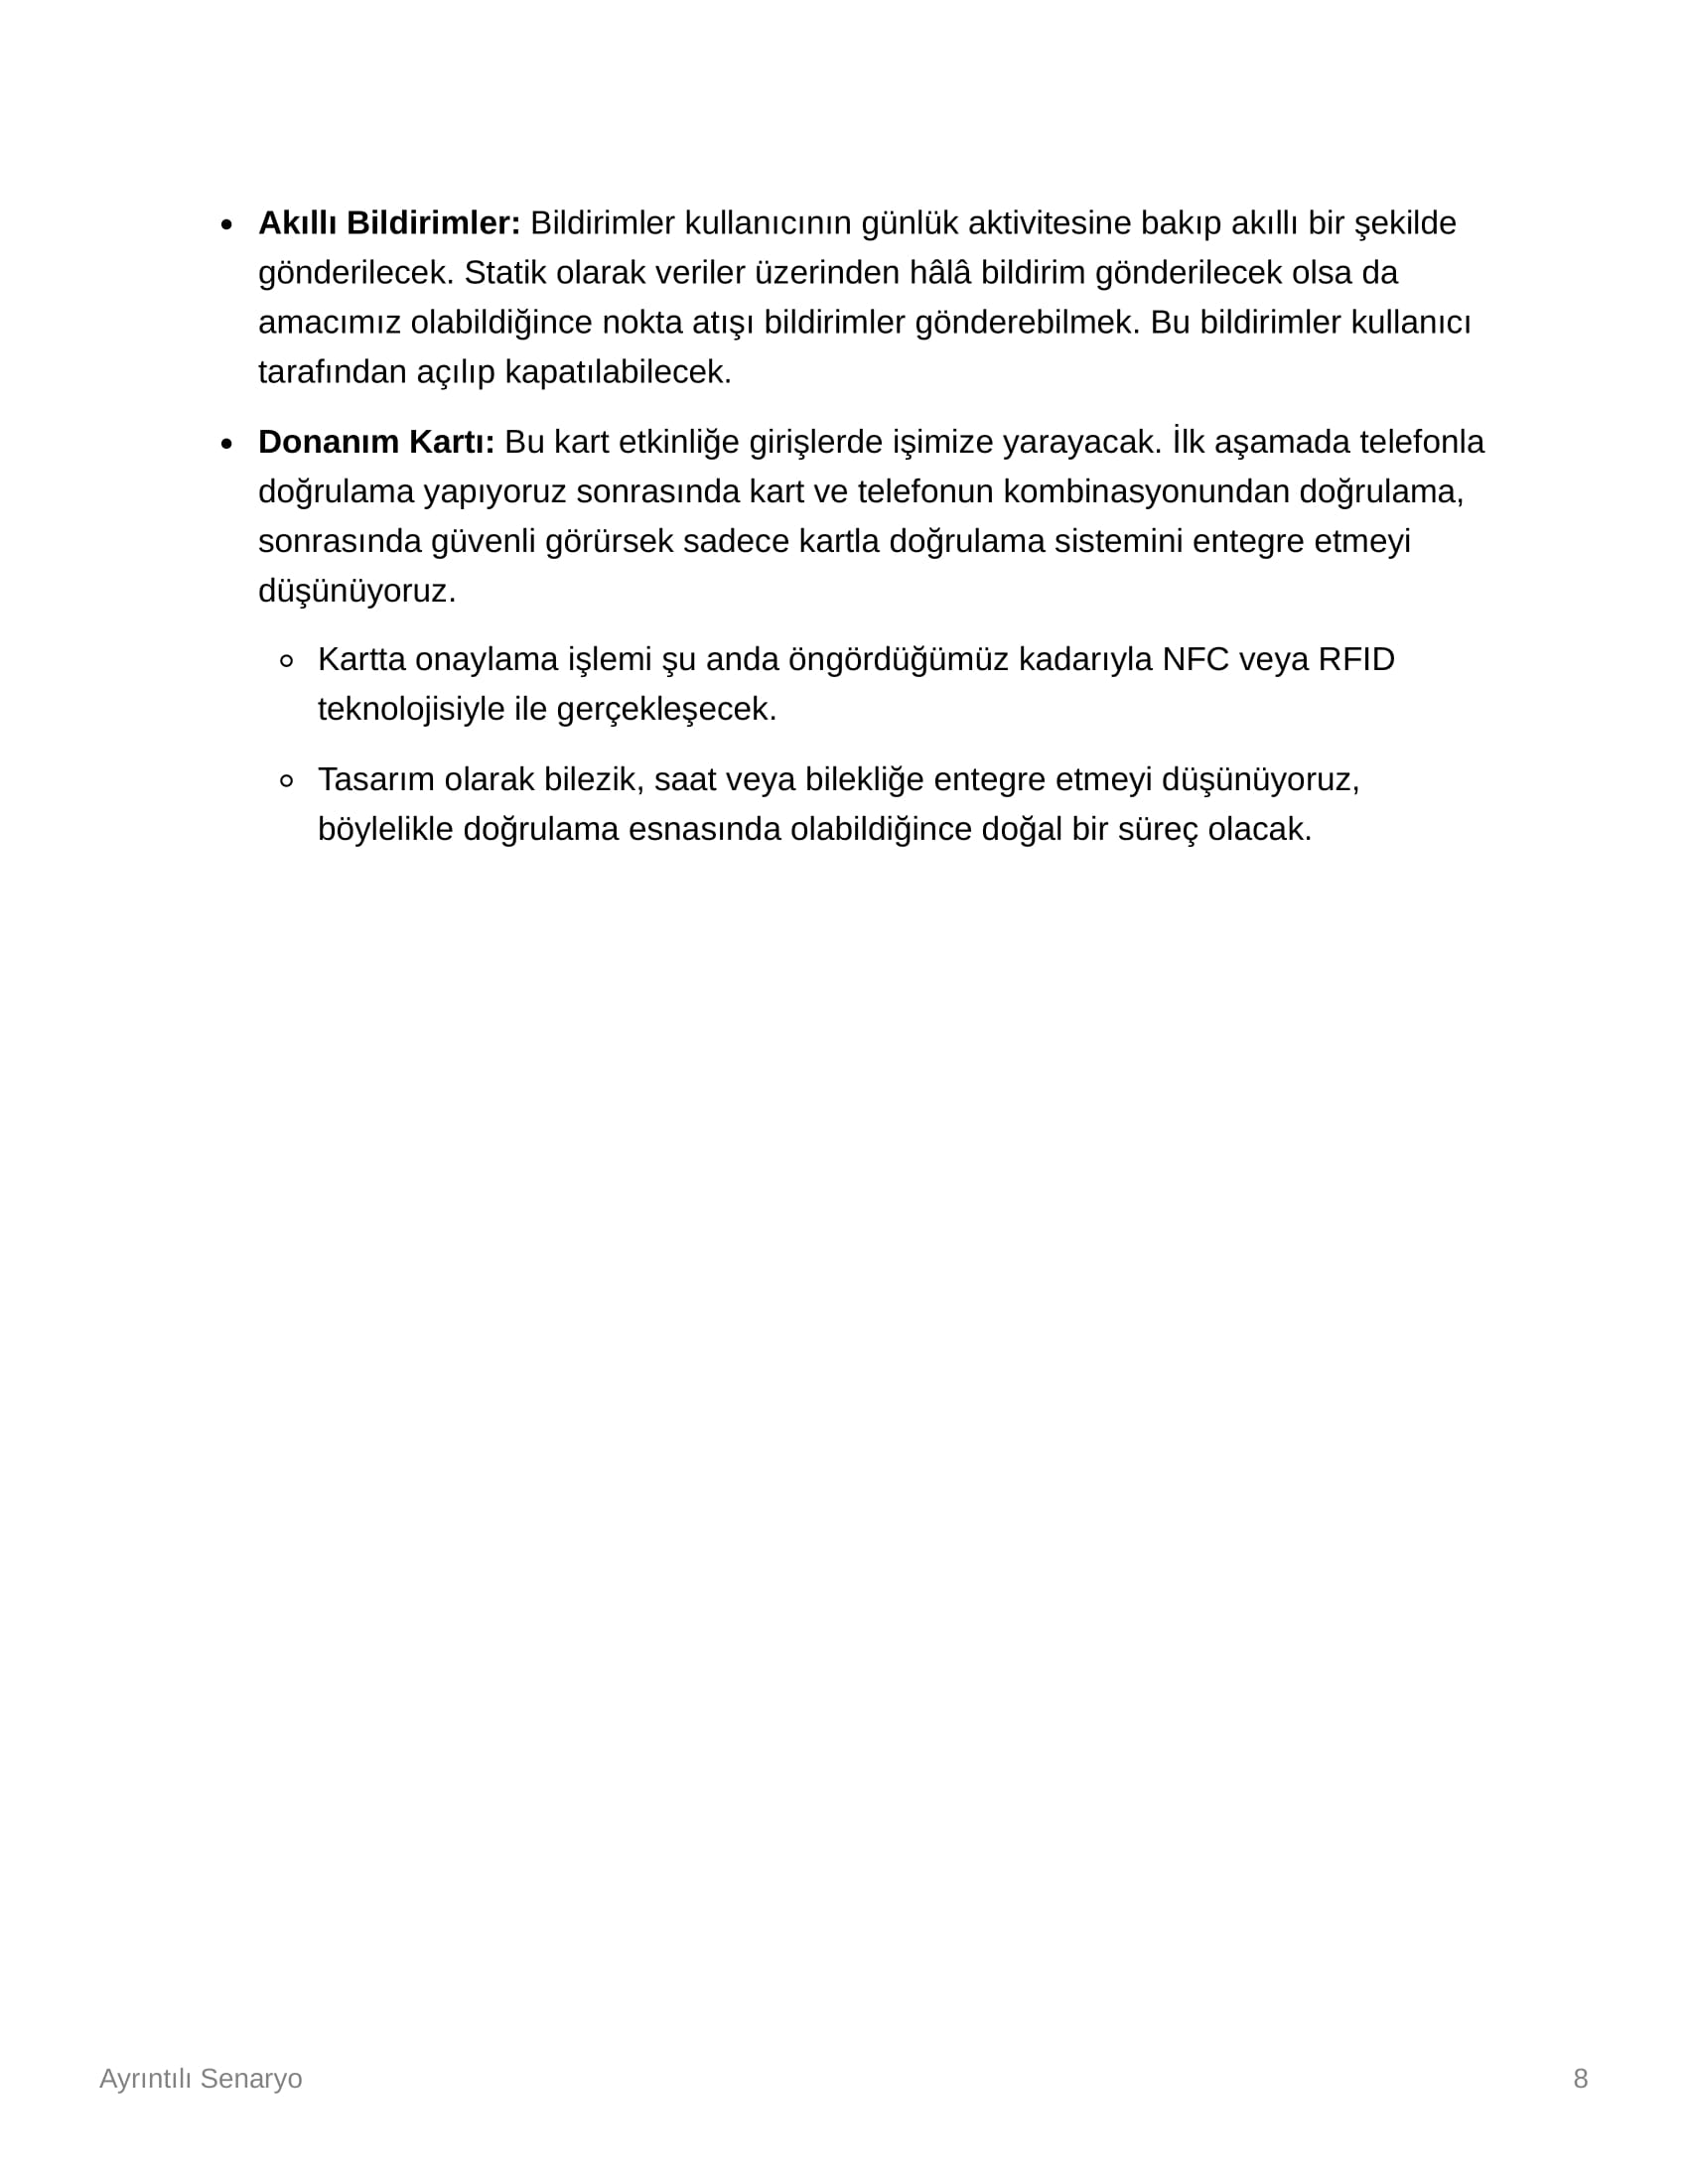 • Akıllı Bildirimler: Bildirimler kullanıcının günlük aktivitesine bakıp akıllı bir şekilde
gönderilecek. Statik olarak veriler üzerinden hâlâ bildirim gönderilecek olsa da
amacımız olabildiğince nokta atışı bildirimler gönderebilmek. Bu bildirimler kullanıcı
tarafından açılıp kapatılabilecek.
• Donanım Kartı: Bu kart etkinliğe girişlerde işimize yarayacak. İlk aşamada telefonla
doğrulama yapıyoruz sonrasında kart ve telefonun kombinasyonundan doğrulama,
sonrasında güvenli görürsek sadece kartla doğrulama sistemini entegre etmeyi
düşünüyoruz.
◦ Kartta onaylama işlemi şu anda öngördüğümüz kadarıyla NFC veya RFID
teknolojisiyle ile gerçekleşecek.
◦ Tasarım olarak bilezik, saat veya bilekliğe entegre etmeyi düşünüyoruz,
böylelikle doğrulama esnasında olabildiğince doğal bir süreç olacak.
Ayrıntılı Senaryo 8